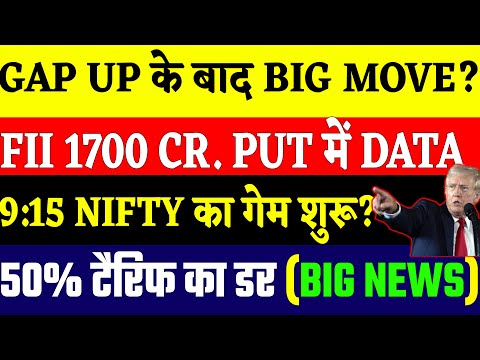 GAP UP के बाद BIG MOVE?
FII 1700 CR. PUT में DATA
9:15 NIFTY का गेम शुरू?
50% टैरिफ का डर (BIG NEWS)